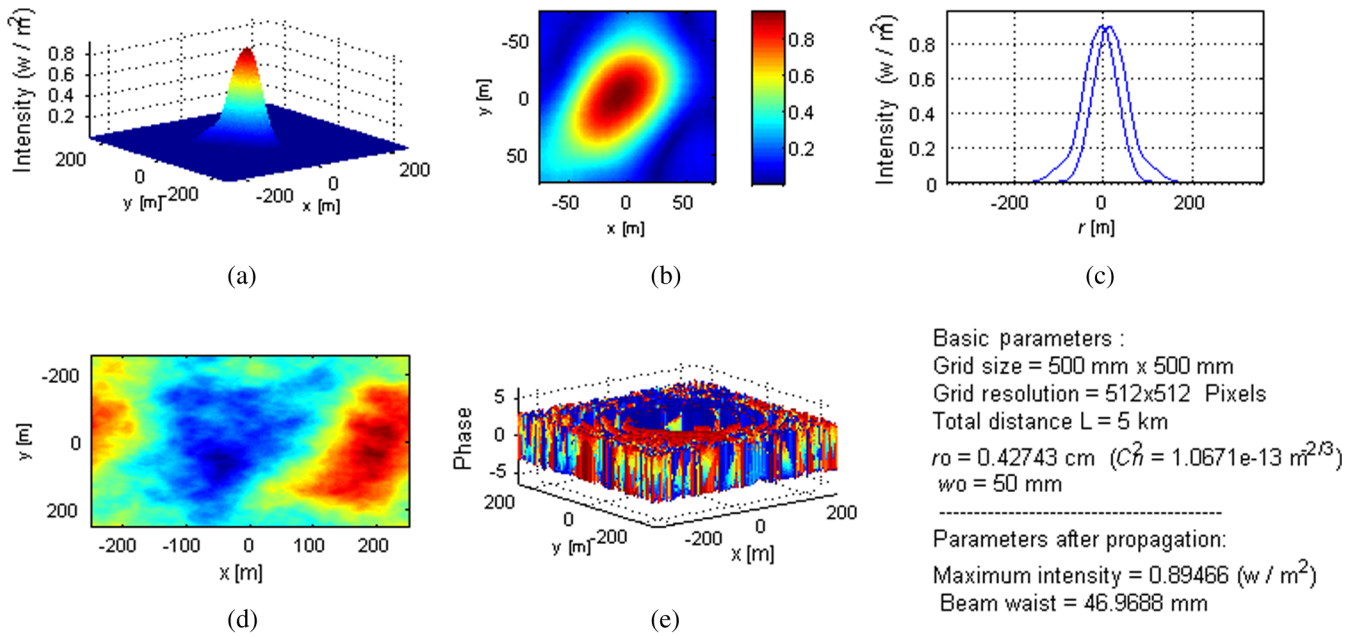 Intensity (w / m²)
0.8
0.6
0.4
0.2
200
0
-200
y [m]
-200
0
200
x [m]
(a)
-50
0
50
y [m]
-50 0 50
x [m]
0.8
0.6
0.4
0.2
(b)
Intensity (w / m²)
0.8
0.6
0.4
0.2
0
-200 0 200
r [m]
(c)
-200
0
200
y [m]
-200 -100 0 100 200
x [m]
(d)
Phase
5
0
-5
200
0
-200
y [m]
-200
0
200
x [m]
(e)
Basic parameters :
Grid size = 500 mm x 500 mm
Grid resolution = 512x512 Pixels
Total distance L = 5 km
ro = 0.42743 cm (Cn² = 1.0671e-13 m^2/3)
wo = 50 mm
-------------------------------------
Parameters after propagation:
Maximum intensity = 0.89466 (w / m²)
Beam waist = 46.9688 mm